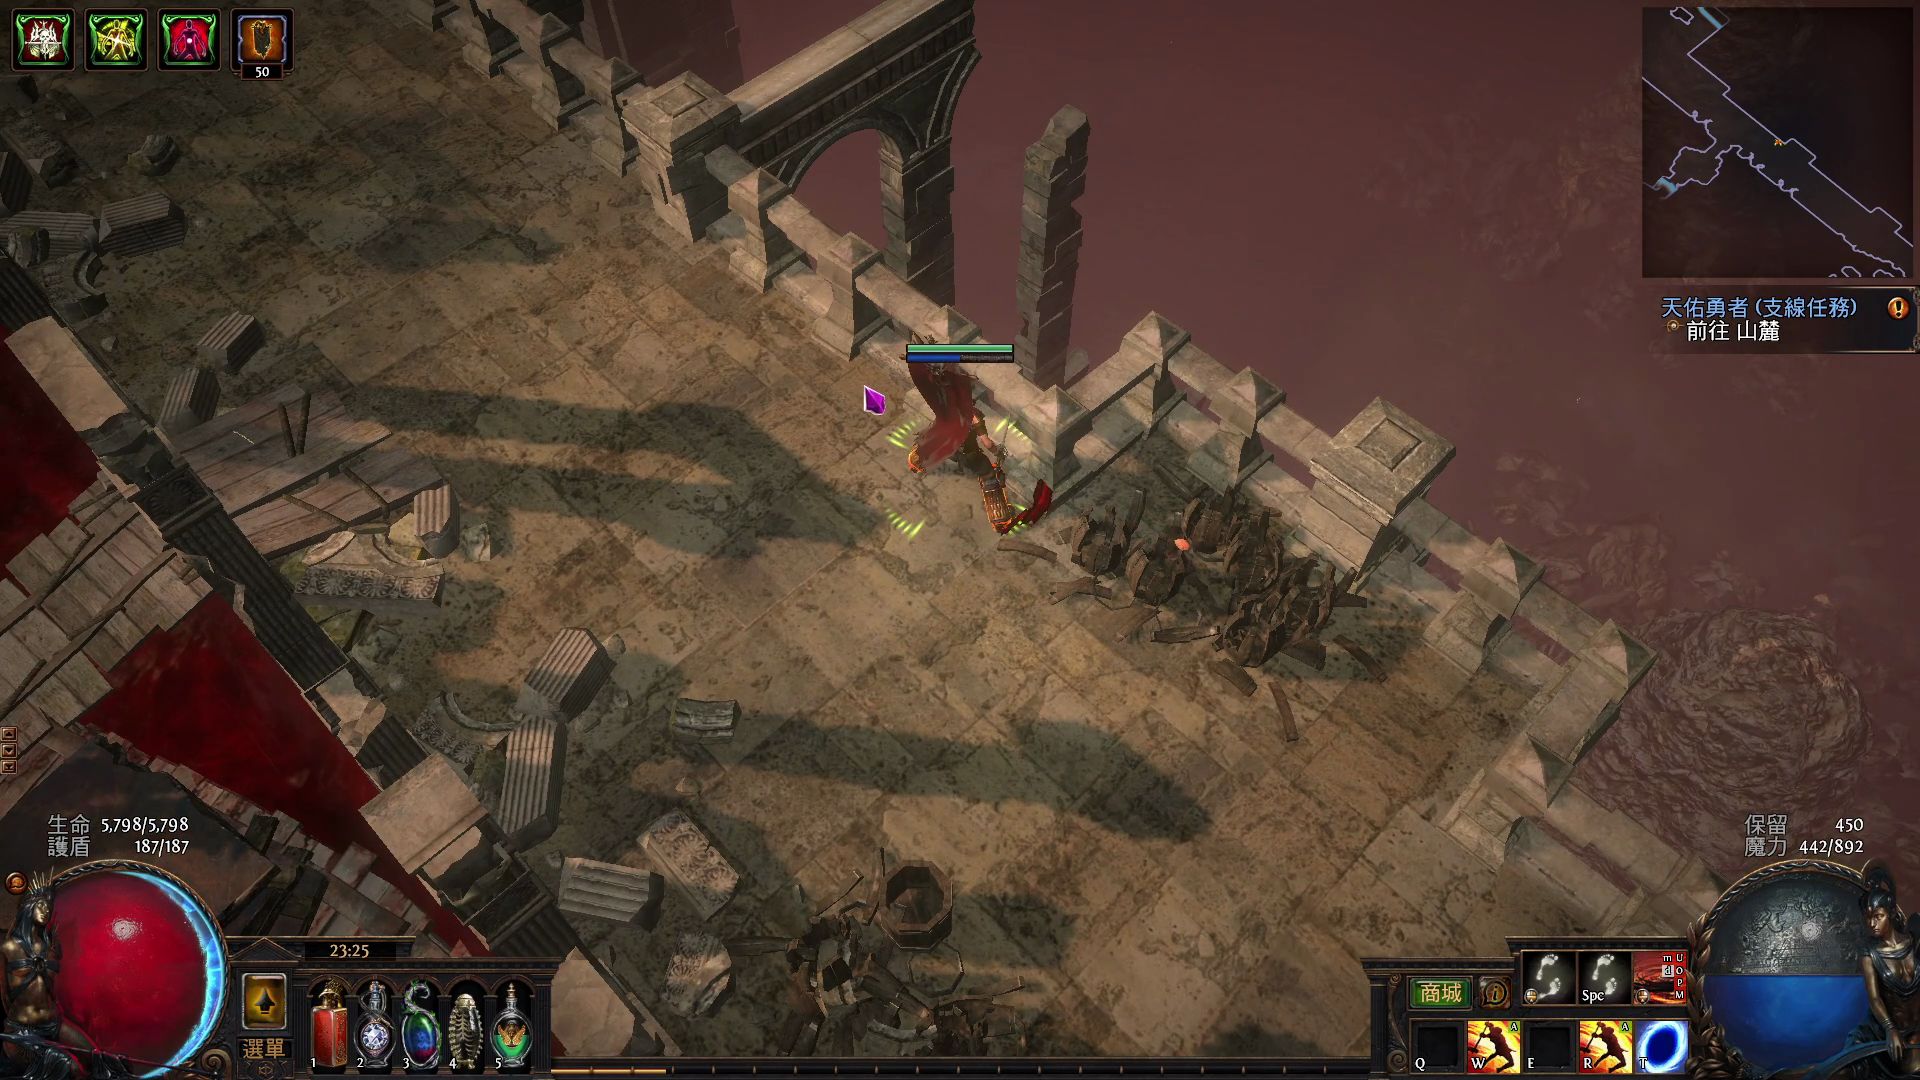 50
天佑勇者 (支線任務)
前往 山麓
生命 5,798/5,798
護盾 187/187
保留 450
魔力 442/892
23:25
選單
1 2 3 4 5
商城
Spc
m U
d O
P
M
Q W A E R A T